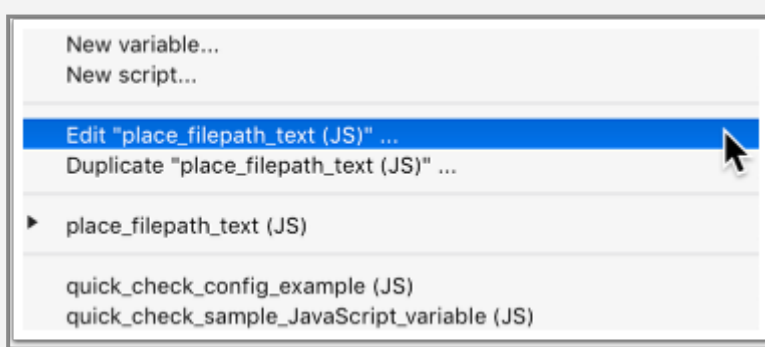 New variable...
New script...
Edit "place_filepath_text (JS)" ...
Duplicate "place_filepath_text (JS)" ...
place_filepath_text (JS)
quick_check_config_example (JS)
quick_check_sample_JavaScript_variable (JS)